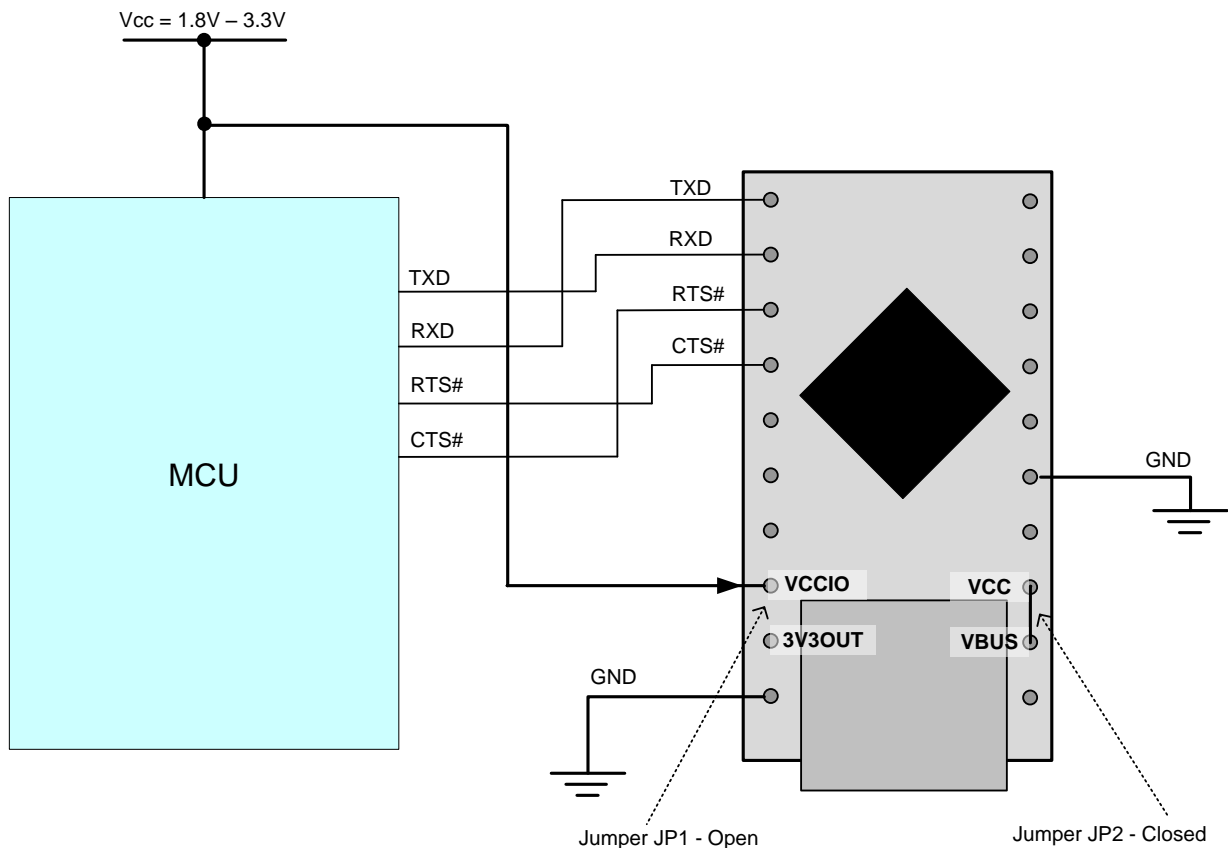 Vcc = 1.8V – 3.3V
TXD
RXD
RTS#
CTS#
TXD
RXD
RTS#
CTS#
MCU
GND
VCCIO
VCC
3V3OUT
VBUS
GND
Jumper JP1 - Open
Jumper JP2 - Closed